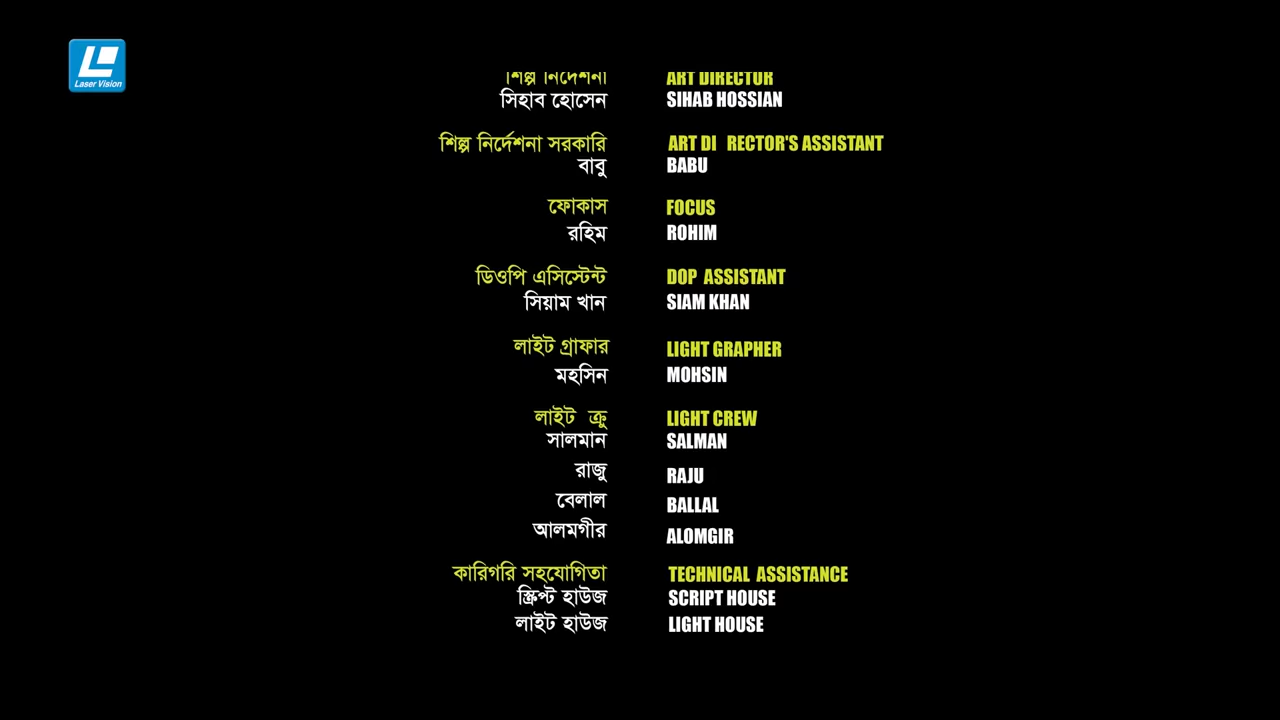 Laser Vision
শিল্প নির্দেশনা ART DIRECTOR
সিহাব হোসেন SIHAB HOSSIAN
শিল্প নির্দেশনা সরকারি ART DI RECTOR'S ASSISTANT
বাবু BABU
ফোকাস FOCUS
রহিম ROHIM
ডিওপি এসিস্টেন্ট DOP ASSISTANT
সিয়াম খান SIAM KHAN
লাইট গ্রাফার LIGHT GRAPHER
মহসিন MOHSIN
লাইট ক্রু LIGHT CREW
সালমান SALMAN
রাজু RAJU
বেলাল BALLAL
আলমগীর ALOMGIR
কারিগরি সহযোগিতা TECHNICAL ASSISTANCE
স্ক্রিপ্ট হাউজ SCRIPT HOUSE
লাইট হাউজ LIGHT HOUSE